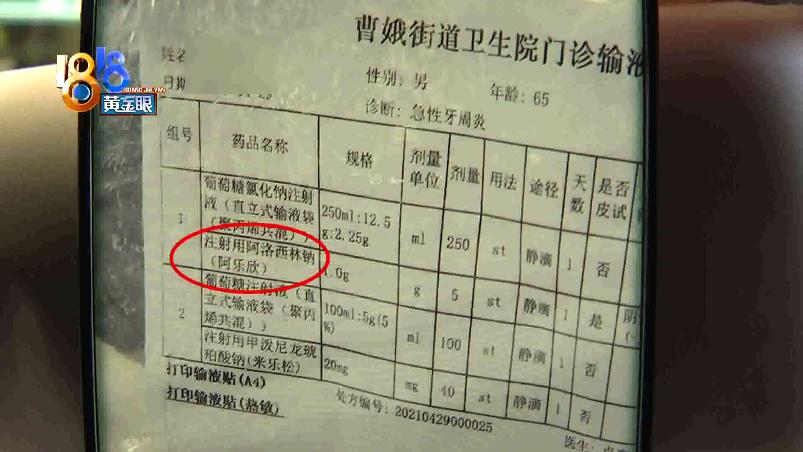 1818
HUANG JIN YAN
黄金眼
曹娥街道卫生院门诊输液
姓名
性别：男
年龄：65
日期
诊断：急性牙周炎
组号
药品名称
规格
剂量单位
剂量
用法
途径
天数
是否皮试
1
葡萄糖氯化钠注射
液（直立式输液袋
（聚丙烯共混））
250ml:12.5
g:2.25g
ml
250
st
静滴
1
否
注射用阿洛西林钠
（阿乐欣）
1.0g
g
5
st
静滴
1
是
阴
(-
2
葡萄糖注射液（直
立式输液袋（聚丙
烯共混））
100ml:5g(5
%)
ml
100
st
静滴
1
否
注射用甲泼尼龙琥
珀酸钠(米乐松)
20mg
mg
40
st
静滴
1
否
打印输液贴(A4)
打印输液贴(热敏)
处方编号：20210429000025
医生：